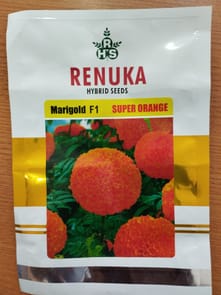 RHS
RENUKA
HYBRID SEEDS
Marigold F1 SUPER ORANGE